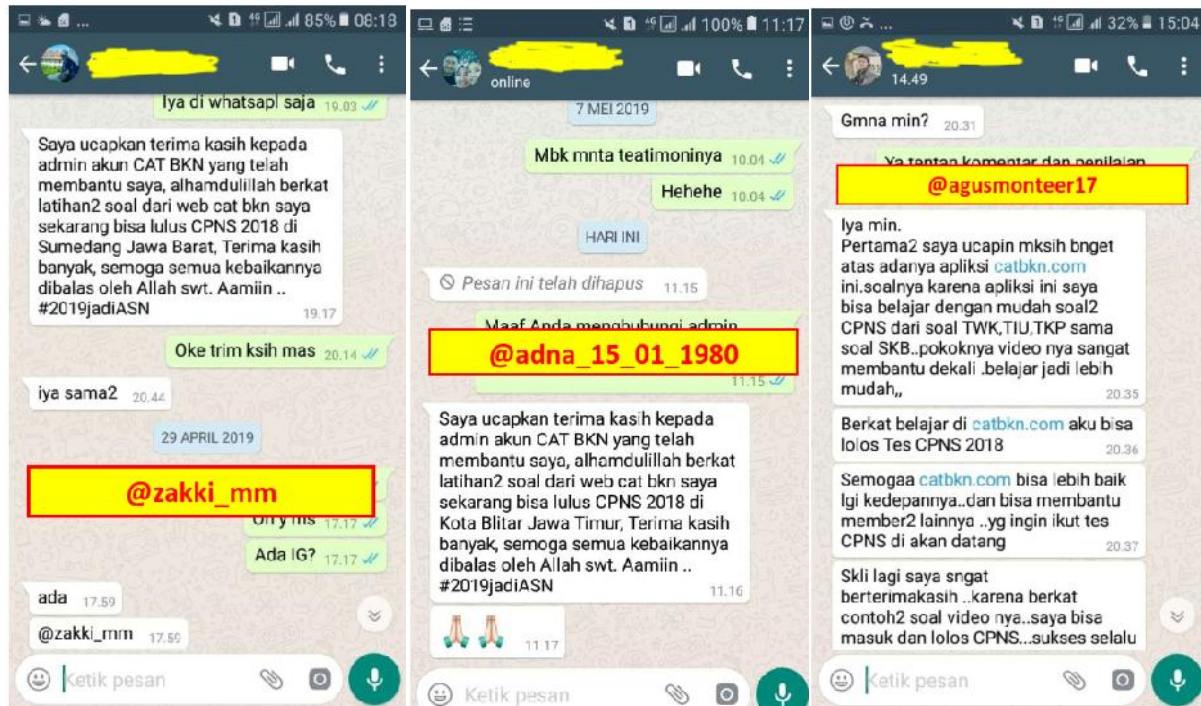 85% 08:18
Iya di whatsapl saja 19.03
Saya ucapkan terima kasih kepada
admin akun CAT BKN yang telah
membantu saya, alhamdulillah berkat
latihan2 soal dari web cat bkn saya
sekarang bisa lulus CPNS 2018 di
Sumedang Jawa Barat, Terima kasih
banyak, semoga semua kebaikannya
dibalas oleh Allah swt. Aamiin ..
#2019jadiASN 19.17
Oke trim ksih mas 20.14
iya sama2 20.44
29 APRIL 2019
@zakki_mm
17.17
Ada IG? 17.17
ada 17.59
@zakki_mm 17.59
Ketik pesan
100% 11:17
online
7 MEI 2019
Mbk mnta teatimoninya 10.04
Hehehe 10.04
HARI INI
Pesan ini telah dihapus 11.15
Maaf Anda menghubungi admin
@adna_15_01_1980
11.15
Saya ucapkan terima kasih kepada
admin akun CAT BKN yang telah
membantu saya, alhamdulillah berkat
latihan2 soal dari web cat bkn saya
sekarang bisa lulus CPNS 2018 di
Kota Blitar Jawa Timur, Terima kasih
banyak, semoga semua kebaikannya
dibalas oleh Allah swt. Aamiin ..
#2019jadiASN 11.16
11.17
Ketik pesan
32% 15:04
14.49
Gmna min? 20.31
Ya tentan komentar dan penilaian
@agusmonteer17
Iya min.
Pertama2 saya ucapin mksih bnget
atas adanya apliksi catbkn.com
ini.soalnya karena apliksi ini saya
bisa belajar dengan mudah soal2
CPNS dari soal TWK,TIU,TKP sama
soal SKB..pokoknya video nya sangat
membantu dekali .belajar jadi lebih
mudah,, 20.35
Berkat belajar di catbkn.com aku bisa
lolos Tes CPNS 2018 20.36
Semogaa catbkn.com bisa lebih baik
lgi kedepannya..dan bisa membantu
member2 lainnya ..yg ingin ikut tes
CPNS di akan datang 20.37
Skli lagi saya sngat
berterimakasih ..karena berkat
contoh2 soal video nya..saya bisa
masuk dan lolos CPNS...sukses selalu
Ketik pesan